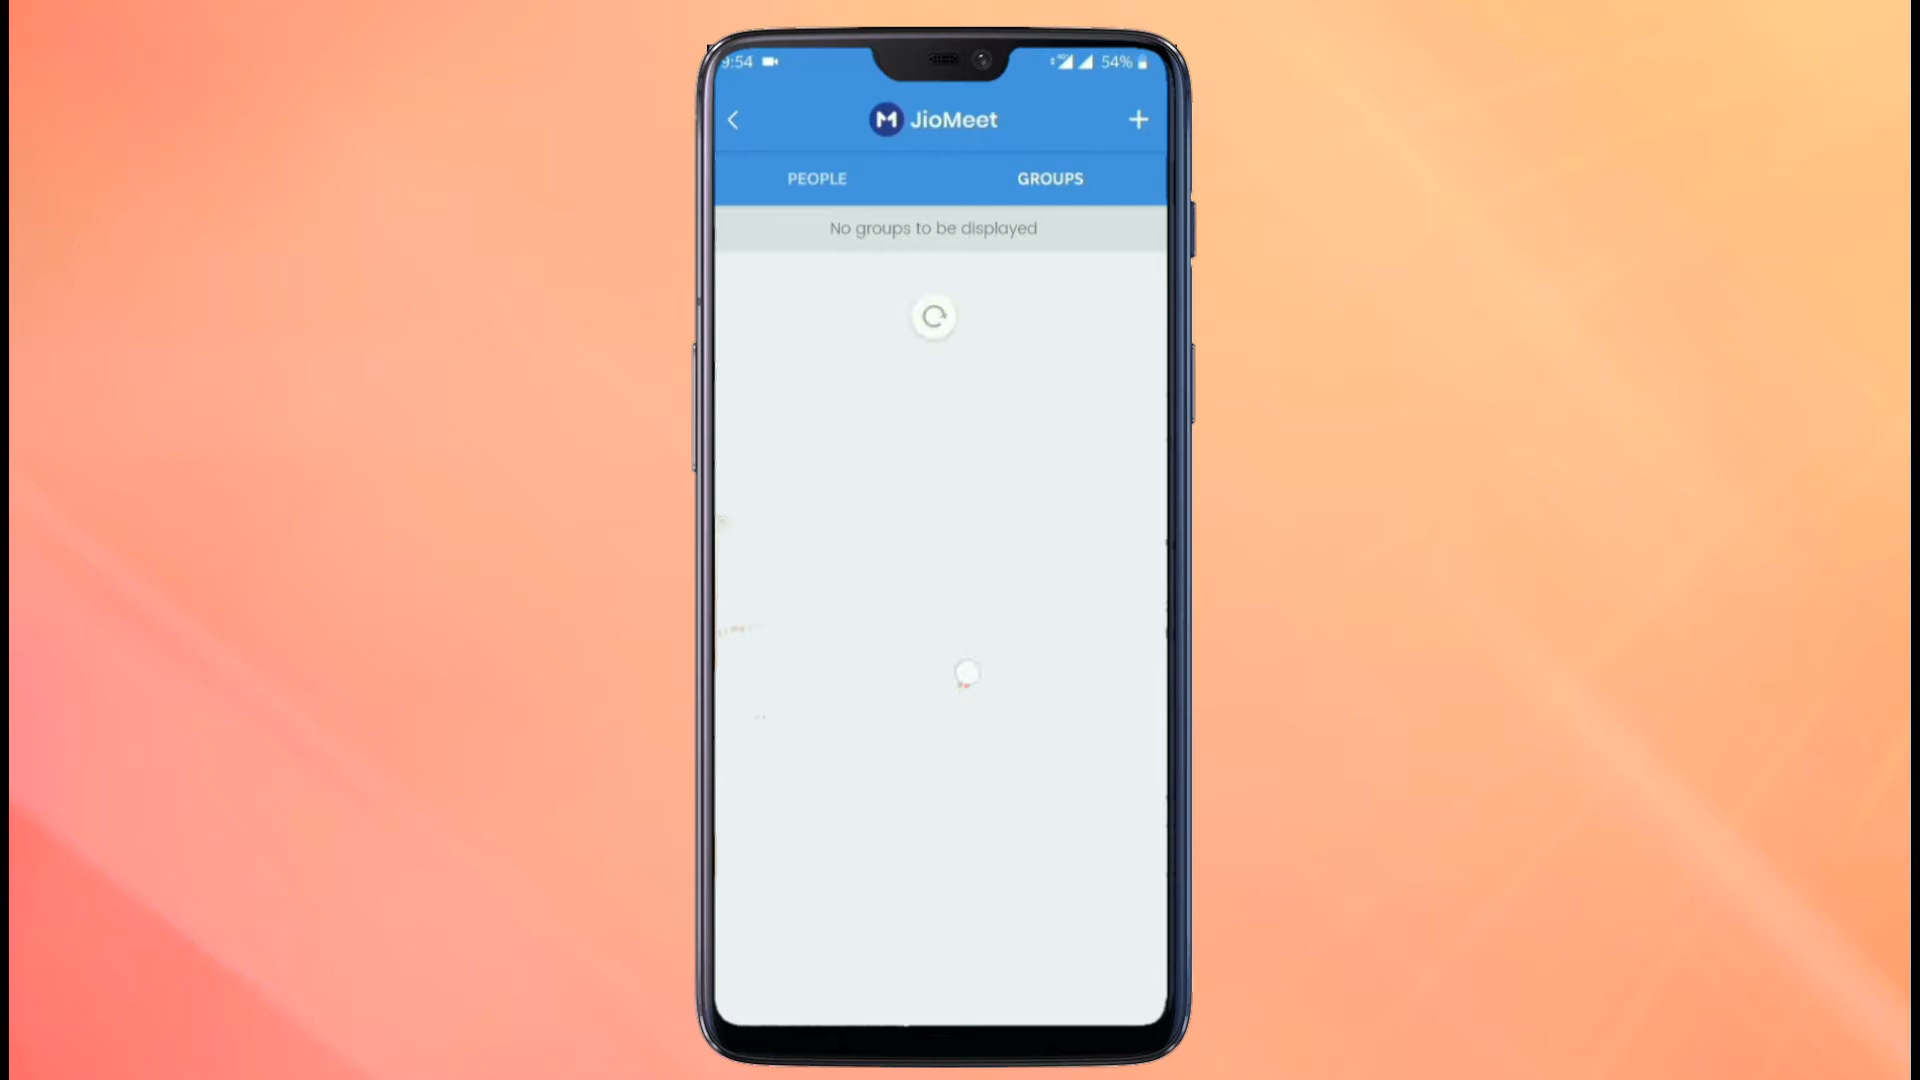 9:54
54%
JioMeet
PEOPLE
GROUPS
No groups to be displayed